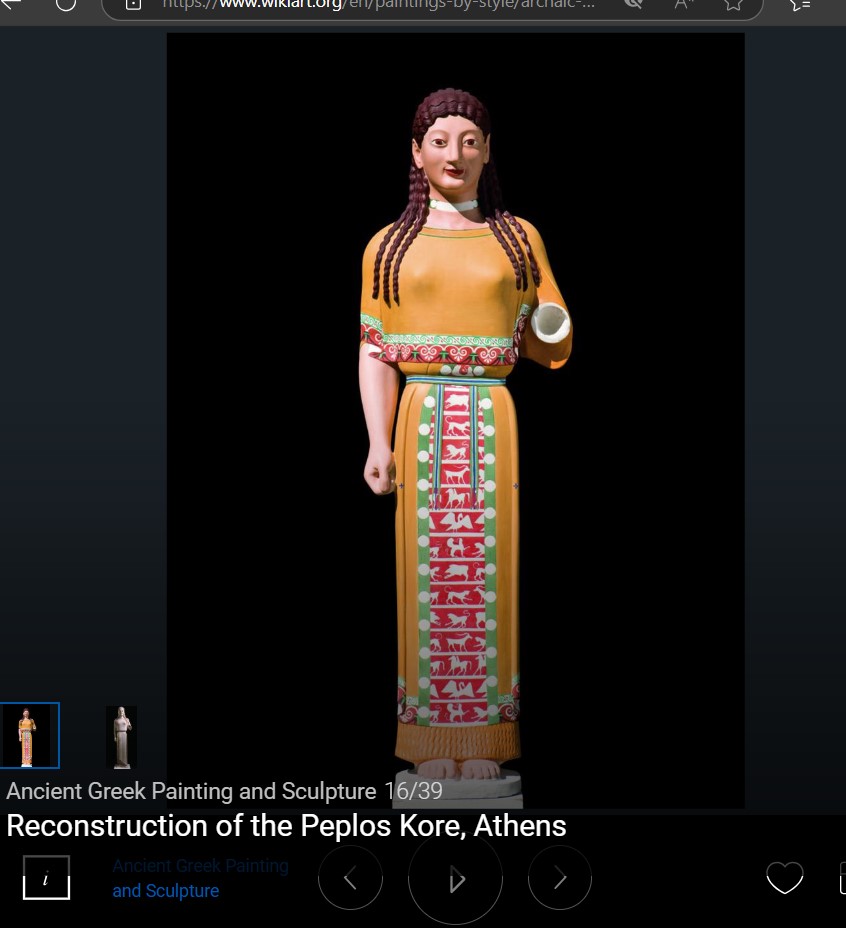 https://www.wikiart.org/en/paintings-by-style/archaic-...
Ancient Greek Painting and Sculpture 16/39
Reconstruction of the Peplos Kore, Athens
i
Ancient Greek Painting
and Sculpture